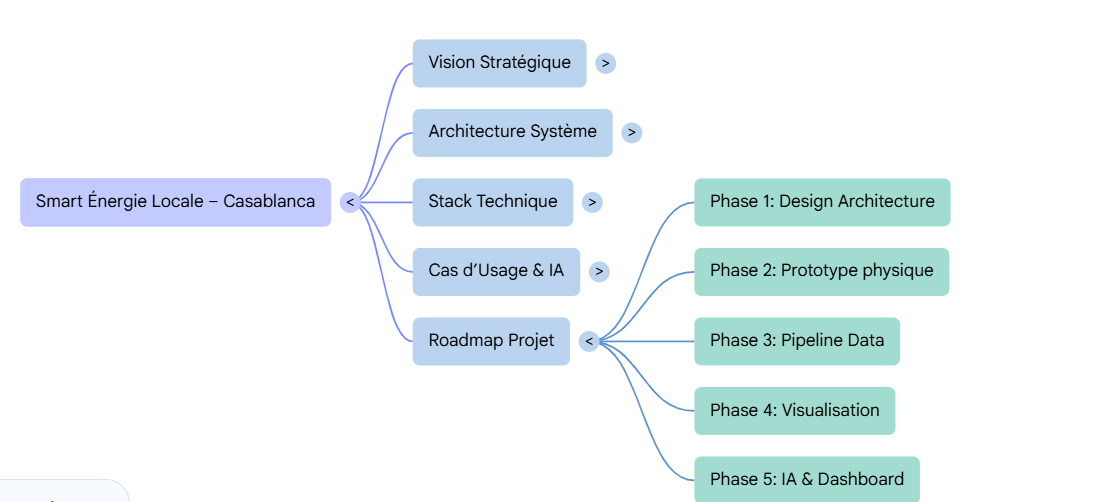 Smart Énergie Locale – Casablanca
<
Vision Stratégique
>
Architecture Système
>
Stack Technique
>
Cas d’Usage & IA
>
Roadmap Projet
<
Phase 1: Design Architecture
Phase 2: Prototype physique
Phase 3: Pipeline Data
Phase 4: Visualisation
Phase 5: IA & Dashboard